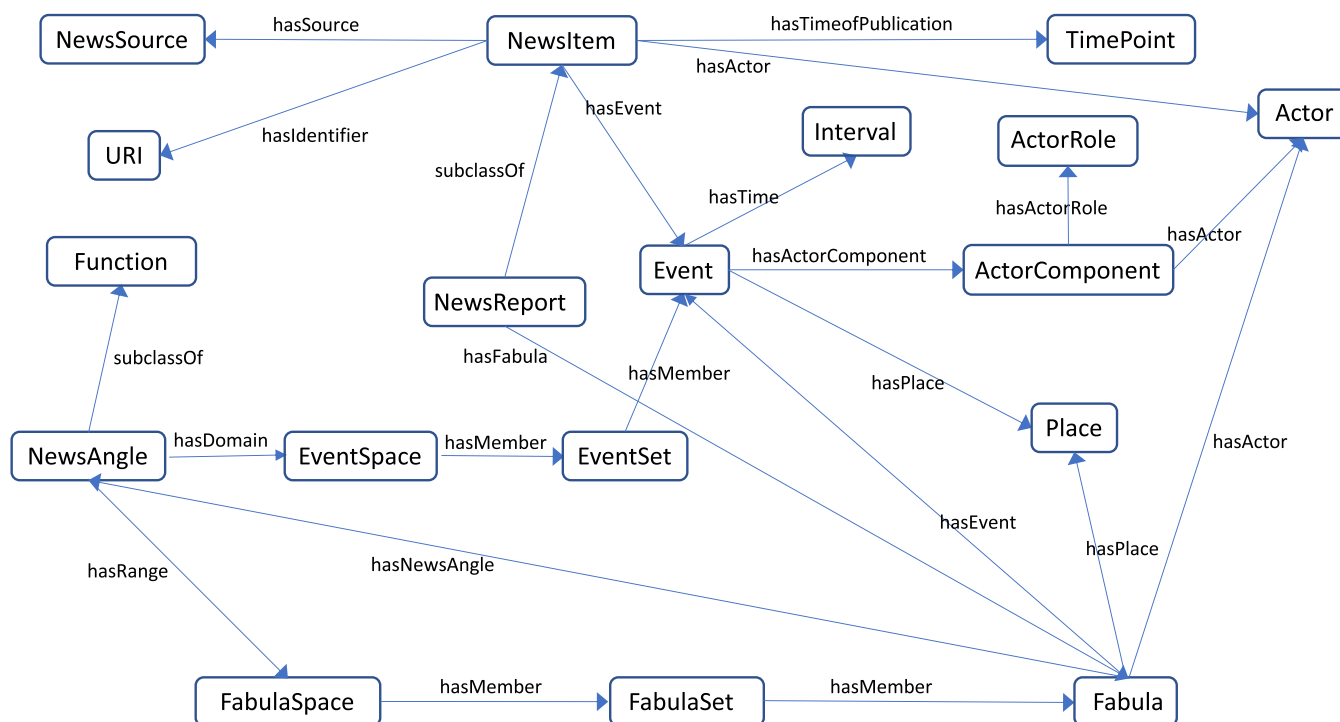 hasSource
hasTimeofPublication
NewsSource
NewsItem
TimePoint
hasActor
hasEvent
Actor
hasIdentifier
Interval
ActorRole
URI
subclassOf
hasTime
hasActorRole
hasActor
Function
Event
hasActorComponent
ActorComponent
NewsReport
subclassOf
hasFabula
hasMember
hasPlace
NewsAngle
hasDomain
EventSpace
hasMember
EventSet
Place
hasActor
hasEvent
hasPlace
hasRange
hasNewsAngle
FabulaSpace
hasMember
FabulaSet
hasMember
Fabula